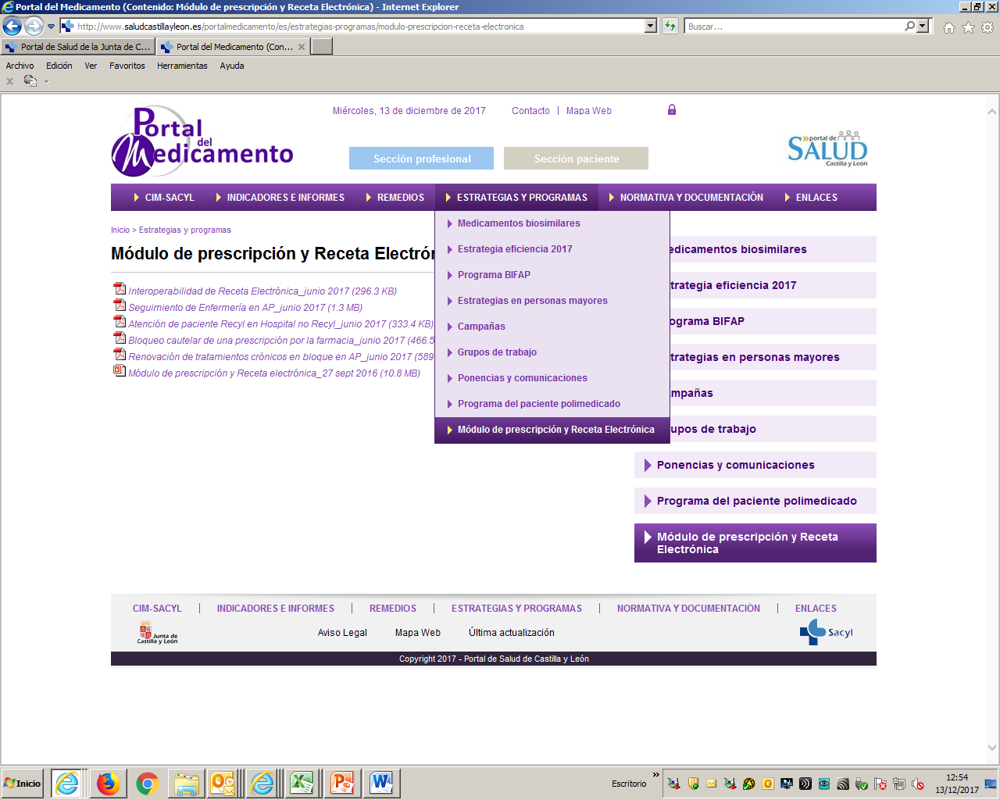 Portal del Medicamento (Contenido: Módulo de prescripción y Receta Electrónica) - Internet Explorer
http://www.saludcastillayleon.es/portalmedicamento/es/estrategias-programas/modulo-prescripcion-receta-electronica
Buscar...
Portal de Salud de la Junta de C...
Portal del Medicamento (Con...
Archivo Edición Ver Favoritos Herramientas Ayuda
Miércoles, 13 de diciembre de 2017 Contacto | Mapa Web
Portal del Medicamento
Sección profesional Sección paciente
portal de SALUD Castilla y León
CIM-SACYL INDICADORES E INFORMES REMEDIOS ESTRATEGIAS Y PROGRAMAS NORMATIVA Y DOCUMENTACIÓN ENLACES
Inicio > Estrategias y programas
Módulo de prescripción y Receta Electró
Interoperabilidad de Receta Electrónica_junio 2017 (296.3 KB)
Seguimiento de Enfermería en AP_junio 2017 (1.3 MB)
Atención de paciente Recyl en Hospital no Recyl_junio 2017 (333.4 KB)
Bloqueo cautelar de una prescripción por la farmacia_junio 2017 (466.5
Renovación de tratamientos crónicos en bloque en AP_junio 2017 (589
Módulo de prescripción y Receta electrónica_27 sept 2016 (10.8 MB)
Medicamentos biosimilares
Estrategia eficiencia 2017
Programa BIFAP
Estrategias en personas mayores
Campañas
Grupos de trabajo
Ponencias y comunicaciones
Programa del paciente polimedicado
Módulo de prescripción y Receta Electrónica
edicamentos biosimilares
trategia eficiencia 2017
ograma BIFAP
trategias en personas mayores
mpañas
upos de trabajo
Ponencias y comunicaciones
Programa del paciente polimedicado
Módulo de prescripción y Receta
Electrónica
CIM-SACYL | INDICADORES E INFORMES | REMEDIOS | ESTRATEGIAS Y PROGRAMAS | NORMATIVA Y DOCUMENTACIÓN | ENLACES
Junta de
Castilla y León
Aviso Legal Mapa Web Última actualización
Sacyl
Copyright 2017 - Portal de Salud de Castilla y León
Inicio
Escritorio »
12:54
13/12/2017